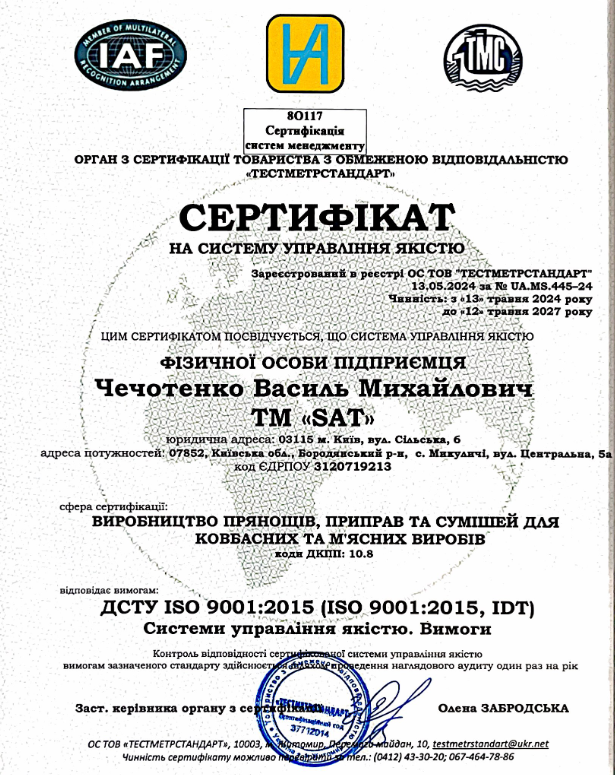 MEMBER OF MULTILATERAL
IAF
RECOGNITION ARRANGEMENT
ТМС
8О117
Сертифікація
систем менеджменту
ОРГАН З СЕРТИФІКАЦІЇ ТОВАРИСТВА З ОБМЕЖЕНОЮ ВІДПОВІДАЛЬНІСТЮ
«ТЕСТМЕТРСТАНДАРТ»
СЕРТИФІКАТ
НА СИСТЕМУ УПРАВЛІННЯ ЯКІСТЮ
Зареєстрований в реєстрі ОС ТОВ "ТЕСТМЕТРСТАНДАРТ"
13.05.2024 за № UA.MS.445–24
Чинність: з «13» травня 2024 року
до «12» травня 2027 року
ЦИМ СЕРТИФІКАТОМ ПОСВІДЧУЄТЬСЯ, ЩО СИСТЕМА УПРАВЛІННЯ ЯКІСТЮ
ФІЗИЧНОЇ ОСОБИ ПІДПРИЄМЦЯ
Чечотенко Василь Михайлович
ТМ «SAT»
юридична адреса: 03115 м. Київ, вул. Сільська, 6
адреса потужностей: 07852, Київська обл., Бородянський р-н, с. Микуличі, вул. Центральна, 5а
код ЄДРПОУ 3120719213
сфера сертифікації:
ВИРОБНИЦТВО ПРЯНОЩІВ, ПРИПРАВ ТА СУМІШЕЙ ДЛЯ
КОВБАСНИХ ТА М'ЯСНИХ ВИРОБІВ
коди ДКПП: 10.8
відповідає вимогам:
ДСТУ ISO 9001:2015 (ISO 9001:2015, IDT)
Системи управління якістю. Вимоги
Контроль відповідності сертифікованої системи управління якістю
вимогам зазначеного стандарту здійснюється шляхом проведення наглядового аудиту один раз на рік
Заст. керівника органу з сертифікації
Олена ЗАБРОДСЬКА
«ТЕСТМЕТРСТАНДАРТ»
37712014
ОС ТОВ «ТЕСТМЕТРСТАНДАРТ», 10003, м. Житомир, Перемоги майдан, 10, testmetrstandart@ukr.net
Чинність сертифікату можливо перевірити за тел.: (0412) 43-30-20; 067-464-78-86